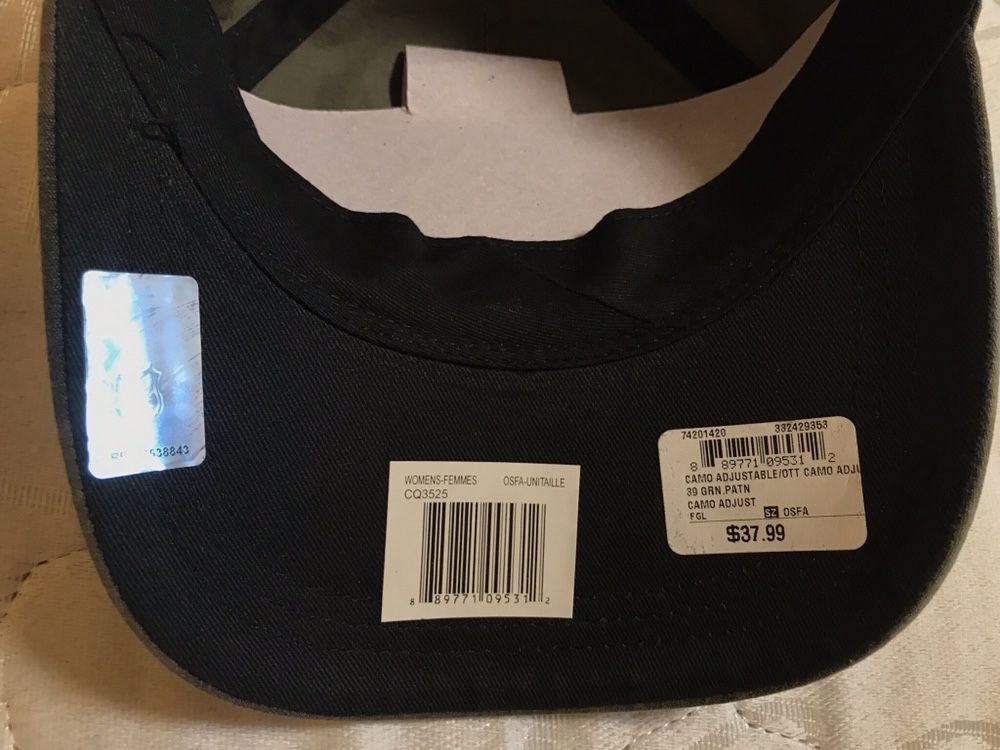 538843
WOMENS-FEMMES OSFA-UNITAILLE
CQ3525
8 89771 09531 2
74201420 332429353
8 89771 09531 2
CAMO ADJUSTABLE/OTT CAMO ADJU
39 GRN.PATN
CAMO ADJUST
FGL SZ OSFA
$37.99